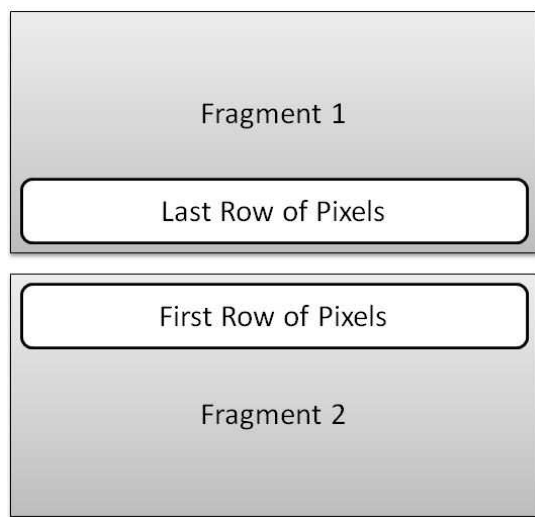 Fragment 1
Last Row of Pixels
First Row of Pixels
Fragment 2